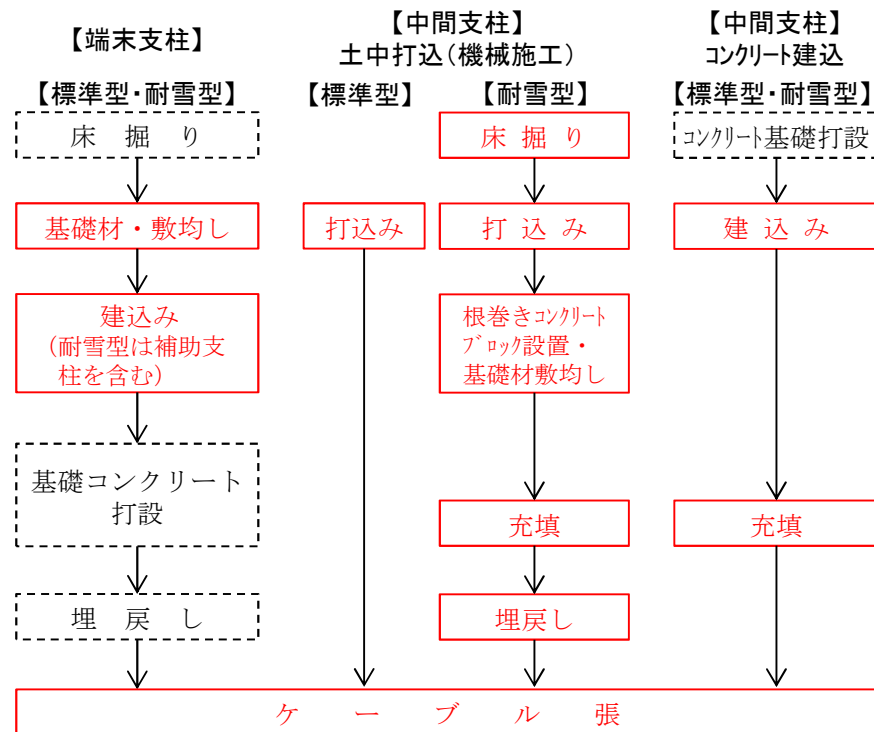 【端末支柱】
【標準型・耐雪型】
床掘り
基礎材・敷均し
建込み
(耐雪型は補助支
柱を含む)
基礎コンクリート
打設
埋戻し
【中間支柱】
土中打込(機械施工)
【標準型】
打込み
【耐雪型】
床掘り
打込み
根巻きｺﾝｸﾘｰﾄ
ﾌﾞﾛｯｸ設置・
基礎材敷均し
充填
埋戻し
【中間支柱】
ｺﾝｸﾘｰﾄ建込
【標準型・耐雪型】
ｺﾝｸﾘｰﾄ基礎打設
建込み
充填
ケーブル張